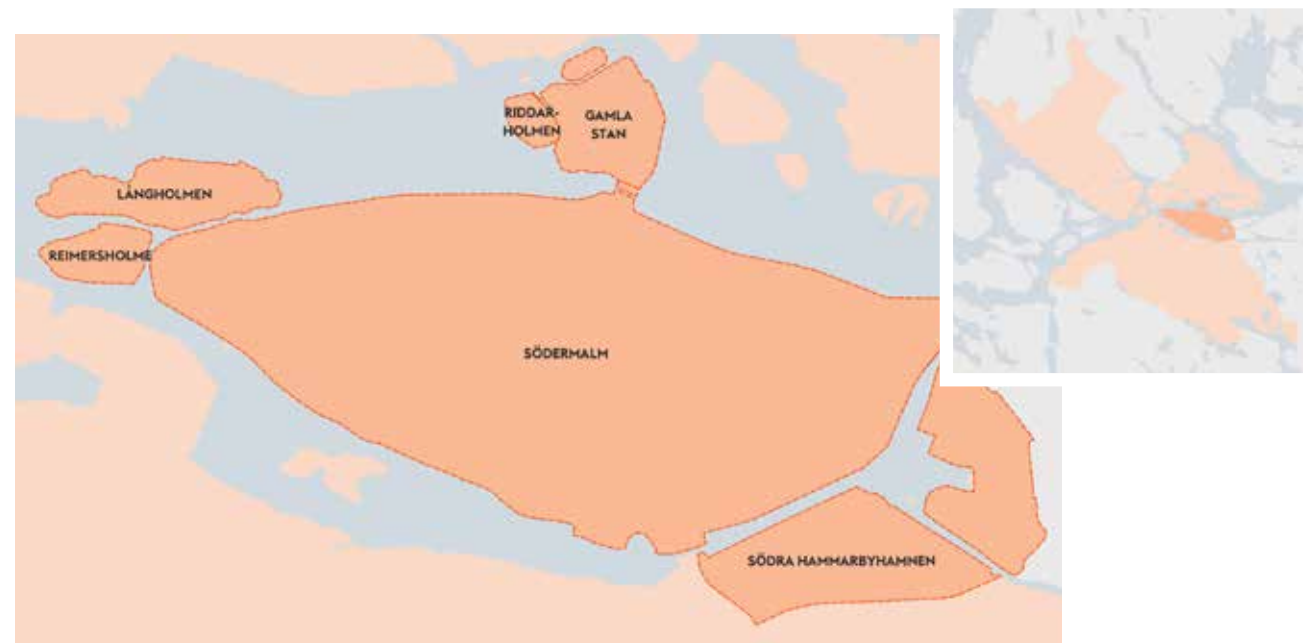 RIDDAR-
HOLMEN
GAMLA
STAN
LÅNGHOLMEN
REIMERSHOLME
SÖDERMALM
SÖDRA HAMMARBYHAMNEN